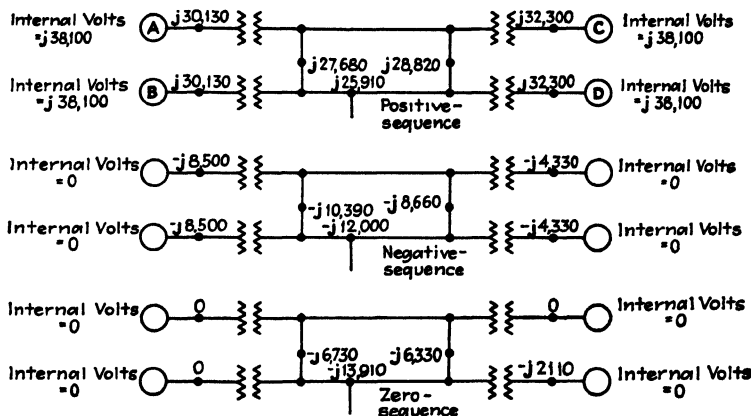 Internal Volts
=j38,100
A
j30,130
j32,300
C
Internal Volts
=j38,100
j27,680
j28,820
Internal Volts
=j38,100
B
j30,130
j25,910
j32,300
D
Internal Volts
=j38,100
Positive-
sequence
Internal Volts
=0
-j8,500
-j4,330
Internal Volts
=0
-j10,390
-j8,660
Internal Volts
=0
-j8,500
-j12,000
-j4,330
Internal Volts
=0
Negative-
sequence
Internal Volts
=0
0
0
Internal Volts
=0
-j6,730
-j6,330
Internal Volts
=0
0
-j13,910
-j2110
Internal Volts
=0
Zero-
sequence